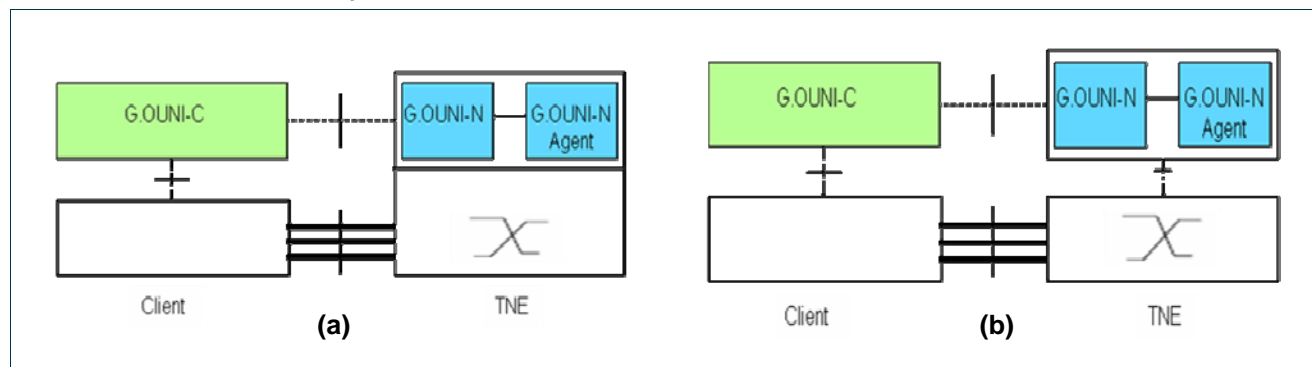 G.OUNI-C
G.OUNI-N
G.OUNI-N
Agent
Client
TNE
(a)
G.OUNI-C
G.OUNI-N
G.OUNI-N
Agent
Client
TNE
(b)